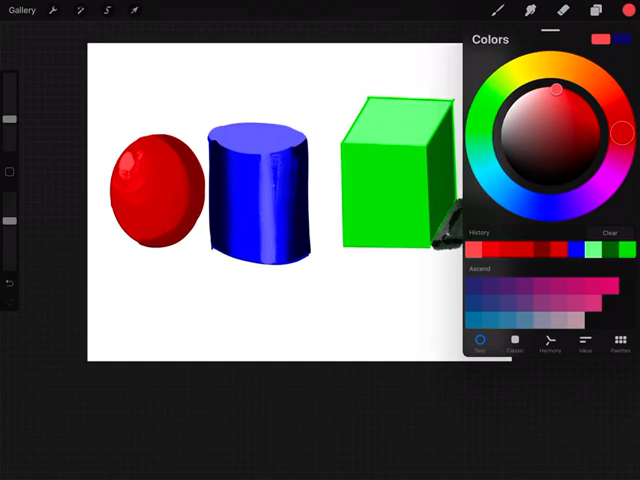 Gallery
Colors
History
Clear
Ascend
Disc
Classic
Harmony
Value
Palettes